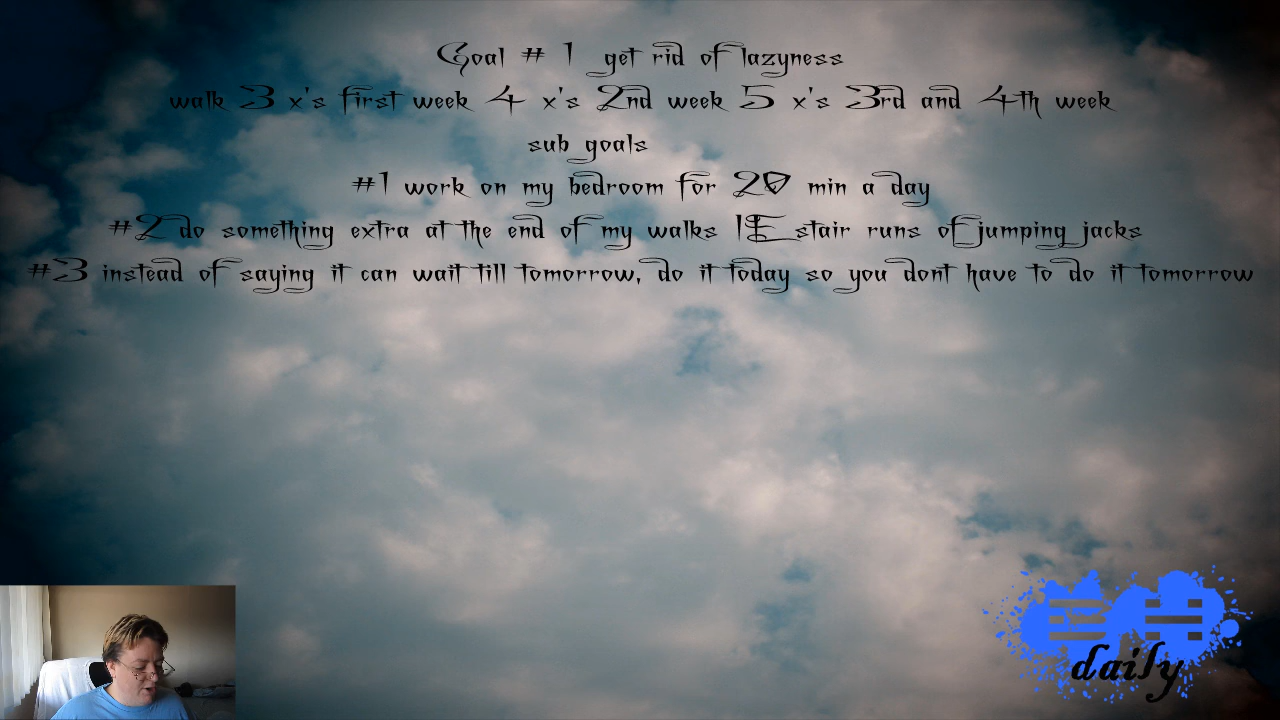 Goal # 1 get rid of lazyness
walk 3 x's first week 4 x's 2nd week 5 x's 3rd and 4th week
sub goals
#1 work on my bedroom for 20 min a day
#2 do something extra at the end of my walks IE stair runs of jumping jacks
#3 instead of saying it can wait till tomorrow, do it today so you dont have to do it tomorrow
EH
daily